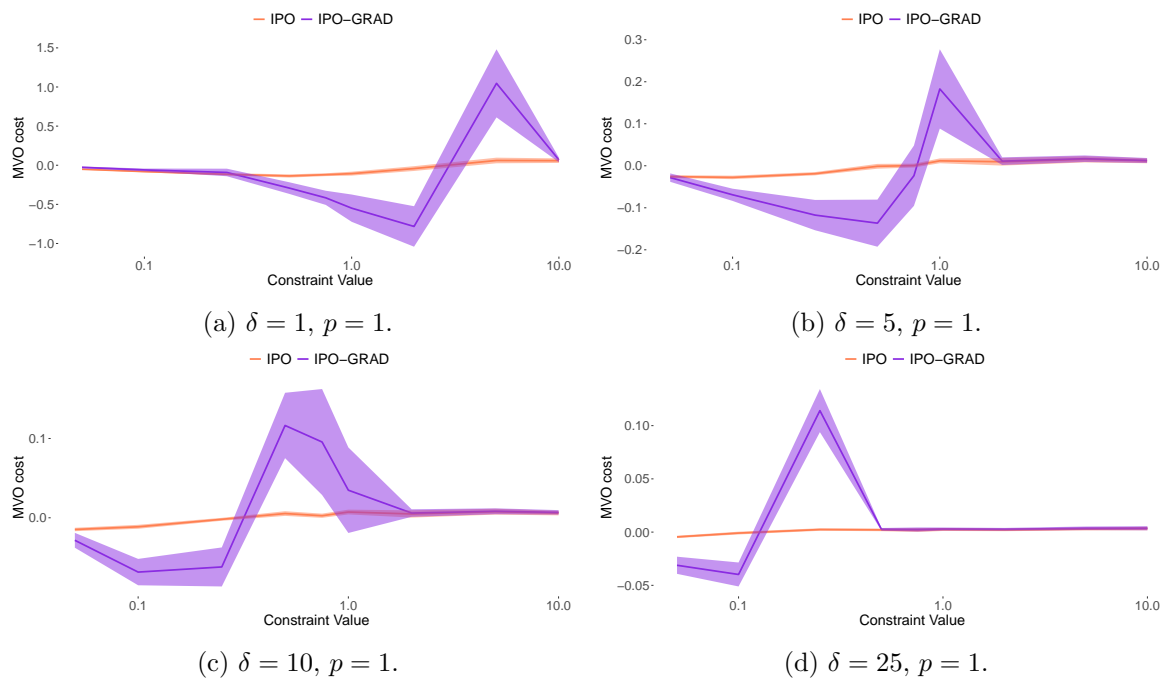 IPO IPO−GRAD
MVO cost
1.5
1.0
0.5
0.0
−0.5
−1.0
0.1 1.0 10.0
Constraint Value
(a) δ = 1, p = 1.
IPO IPO−GRAD
MVO cost
0.3
0.2
0.1
0.0
−0.1
−0.2
0.1 1.0 10.0
Constraint Value
(b) δ = 5, p = 1.
IPO IPO−GRAD
MVO cost
0.1
0.0
0.1 1.0 10.0
Constraint Value
(c) δ = 10, p = 1.
IPO IPO−GRAD
MVO cost
0.10
0.05
0.00
−0.05
0.1 1.0 10.0
Constraint Value
(d) δ = 25, p = 1.